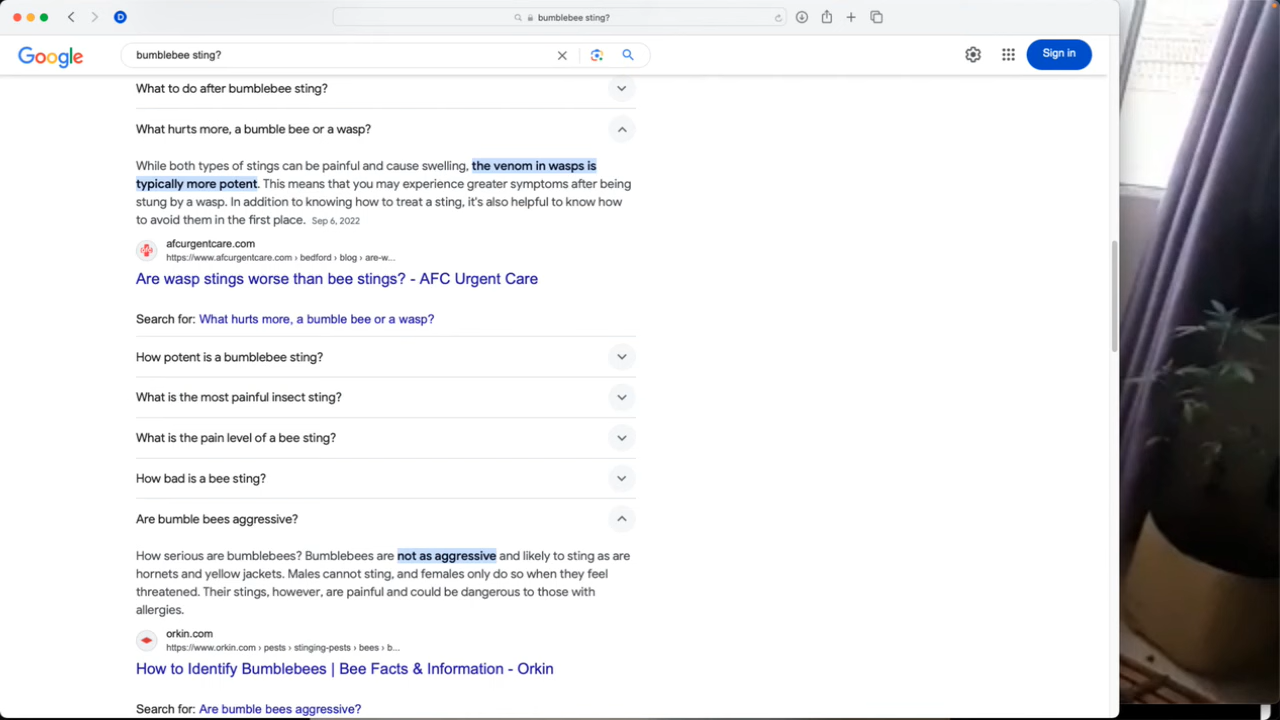 bumblebee sting?
Google
bumblebee sting?
Sign in
What to do after bumblebee sting?
What hurts more, a bumble bee or a wasp?
While both types of stings can be painful and cause swelling, the venom in wasps is
typically more potent. This means that you may experience greater symptoms after being
stung by a wasp. In addition to knowing how to treat a sting, it's also helpful to know how
to avoid them in the first place. Sep 6, 2022
afcurgentcare.com
https://www.afcurgentcare.com › bedford › blog › are-w...
Are wasp stings worse than bee stings? - AFC Urgent Care
Search for: What hurts more, a bumble bee or a wasp?
How potent is a bumblebee sting?
What is the most painful insect sting?
What is the pain level of a bee sting?
How bad is a bee sting?
Are bumble bees aggressive?
How serious are bumblebees? Bumblebees are not as aggressive and likely to sting as are
hornets and yellow jackets. Males cannot sting, and females only do so when they feel
threatened. Their stings, however, are painful and could be dangerous to those with
allergies.
orkin.com
https://www.orkin.com › pests › stinging-pests › bees › b...
How to Identify Bumblebees | Bee Facts & Information - Orkin
Search for: Are bumble bees aggressive?